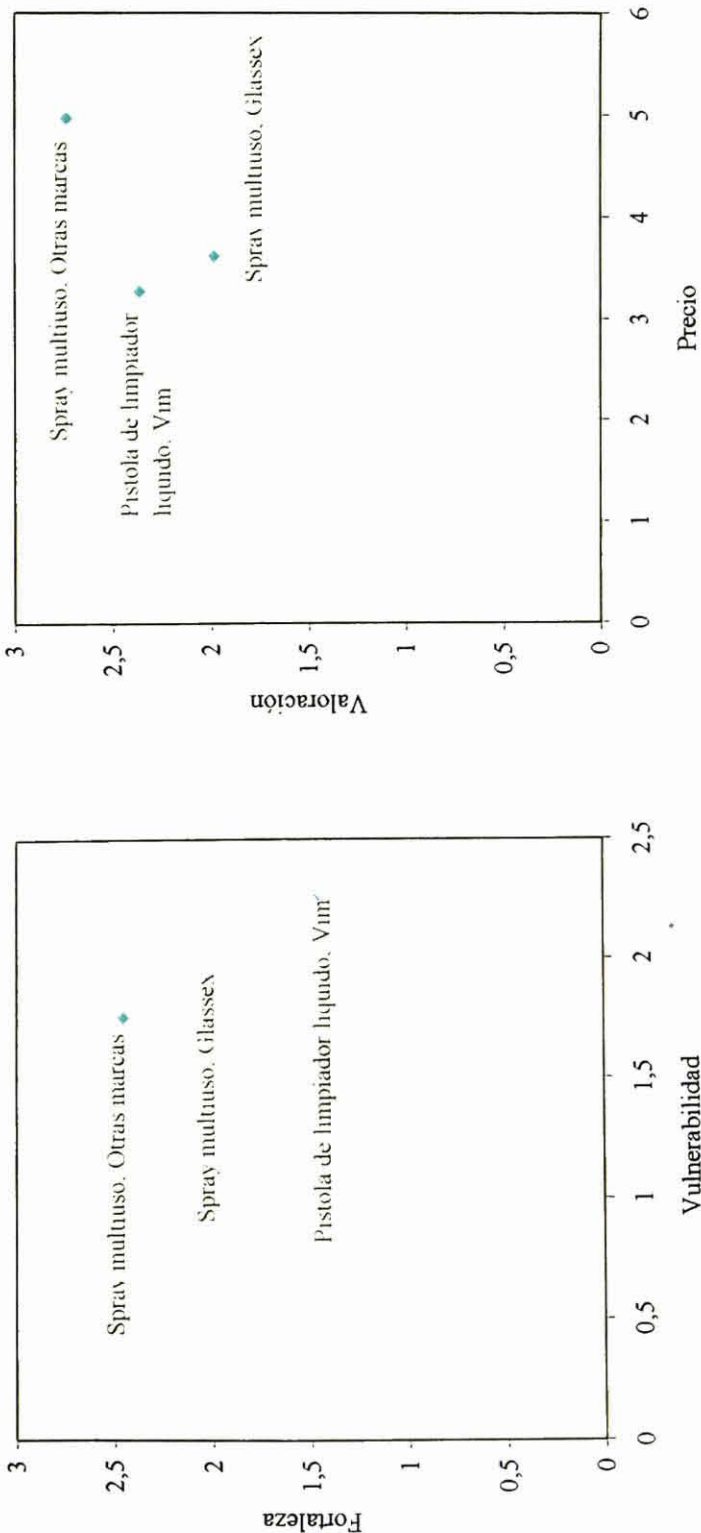 3
2,5
2
1,5
1
0,5
0
Valoración
Spray multiuso. Otras marcas
Pistola de limpiador
líquido. Vim
Spray multiuso. Glassex
0
1
2
3
4
5
6
Precio
3
2,5
2
1,5
1
0,5
0
Fortaleza
Spray multiuso. Otras marcas
Spray multiuso. Glassex
Pistola de limpiador líquido. Vim
0
0,5
1
1,5
2
2,5
Vulnerabilidad